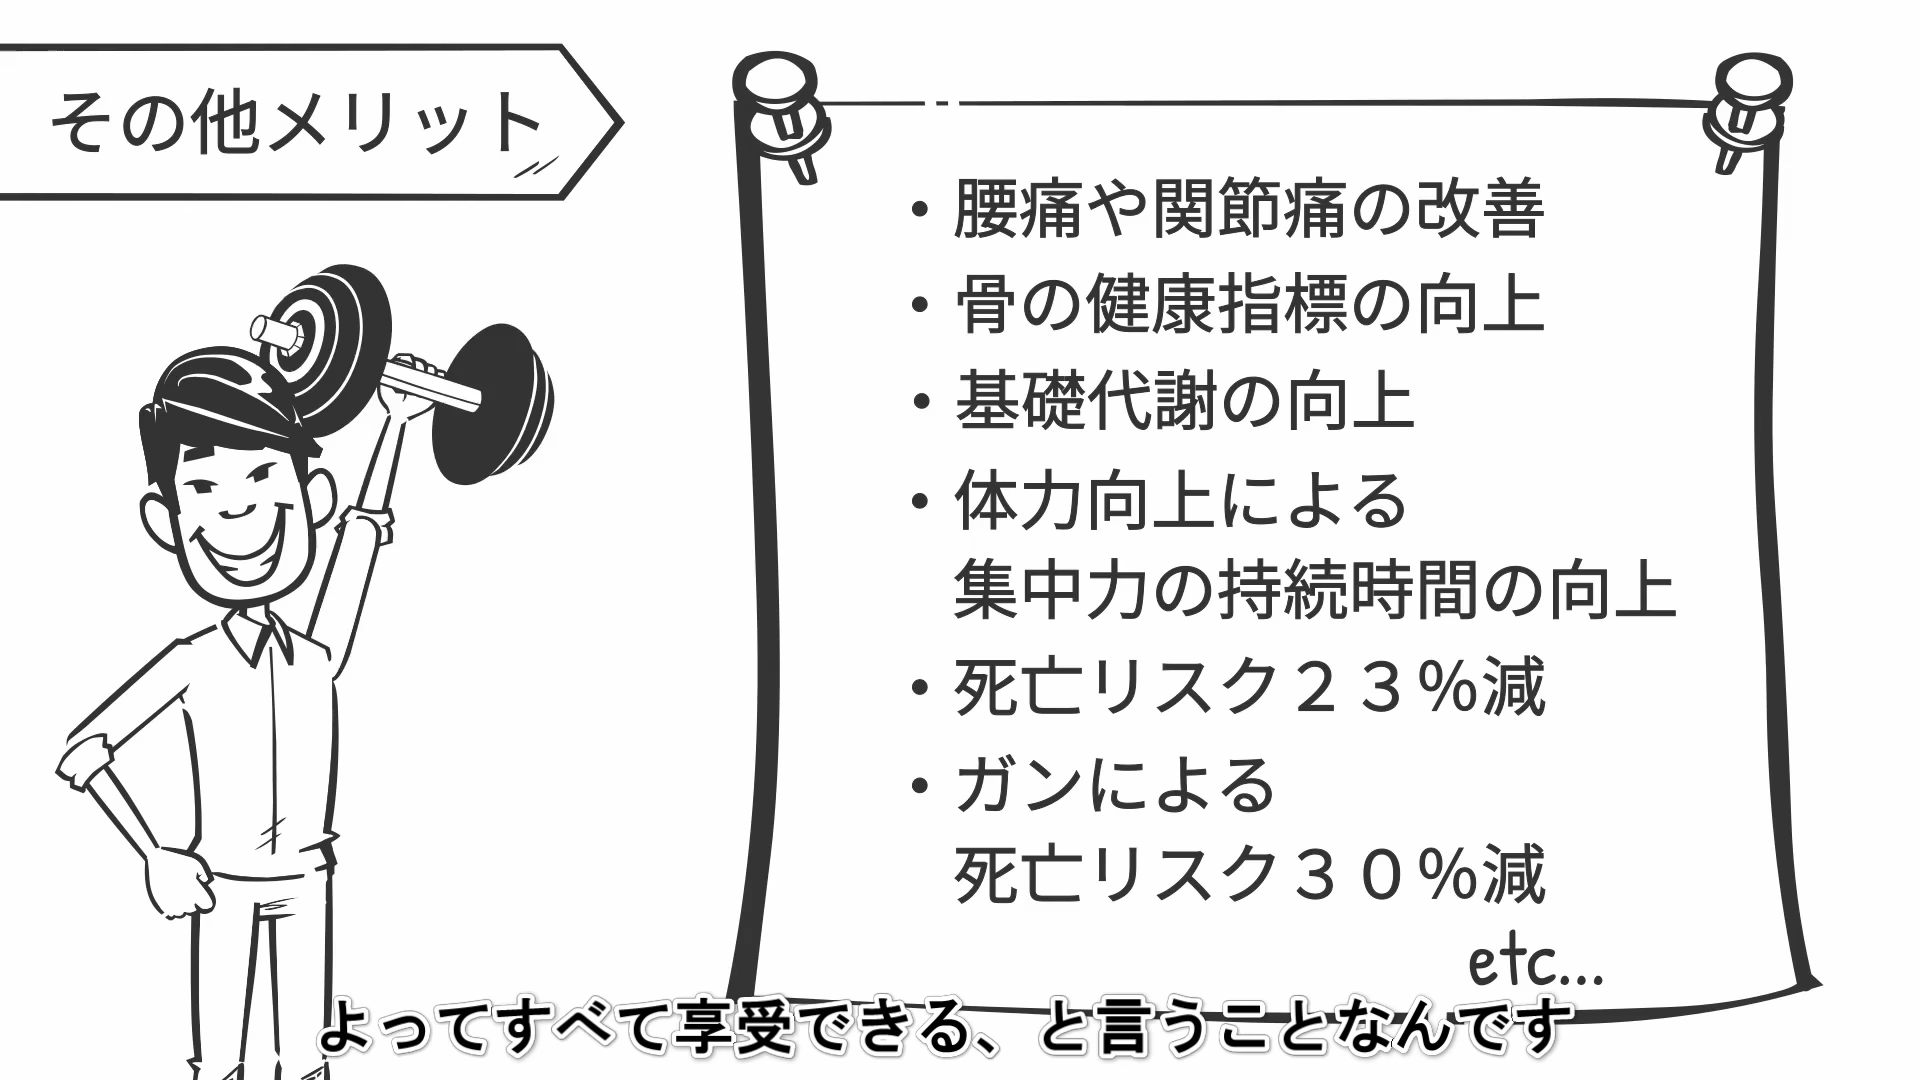 その他メリット
・腰痛や関節痛の改善
・骨の健康指標の向上
・基礎代謝の向上
・体力向上による
集中力の持続時間の向上
・死亡リスク２３％減
・ガンによる
死亡リスク３０％減
etc...
よってすべて享受できる、と言うことなんです